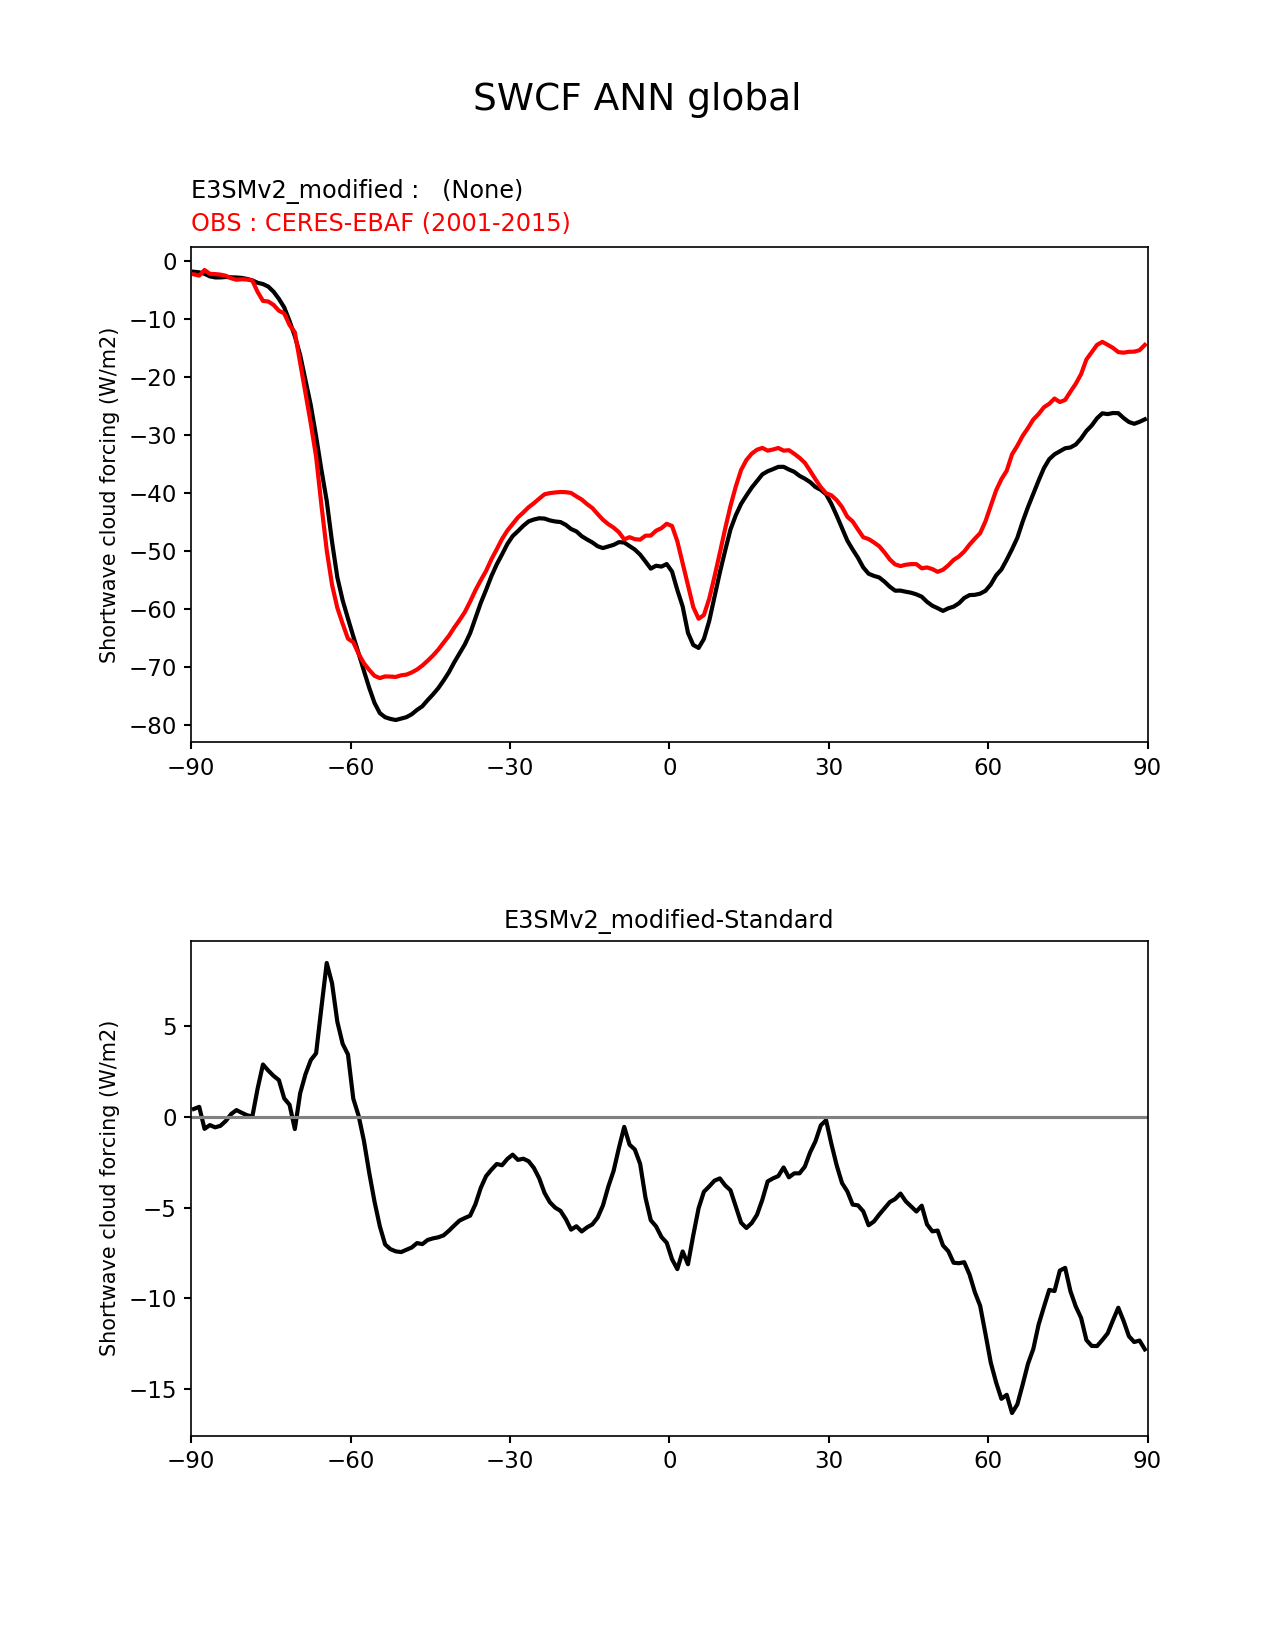 SWCF ANN global
E3SMv2_modified :   (None)
OBS : CERES-EBAF (2001-2015)
Shortwave cloud forcing (W/m2)
0
−10
−20
−30
−40
−50
−60
−70
−80
−90 −60 −30 0 30 60 90
E3SMv2_modified-Standard
Shortwave cloud forcing (W/m2)
5
0
−5
−10
−15
−90 −60 −30 0 30 60 90